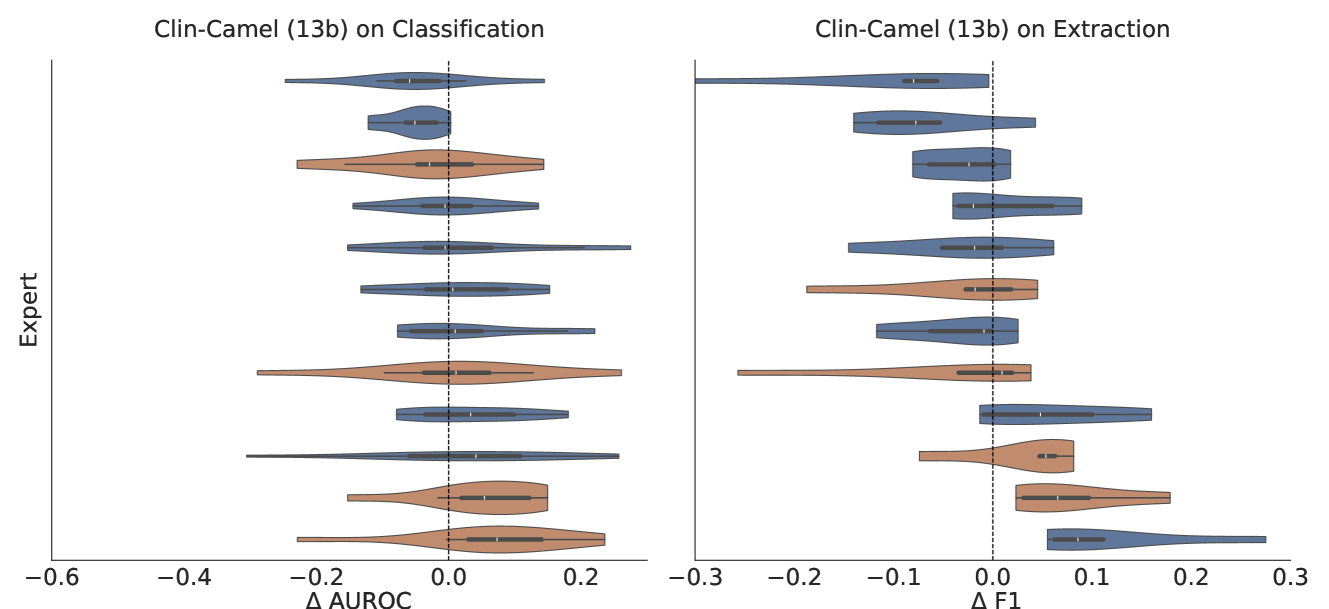 Clin-Camel (13b) on Classification
Clin-Camel (13b) on Extraction
Expert
−0.6 −0.4 −0.2 0.0 0.2
Δ AUROC
−0.3 −0.2 −0.1 0.0 0.1 0.2 0.3
Δ F1